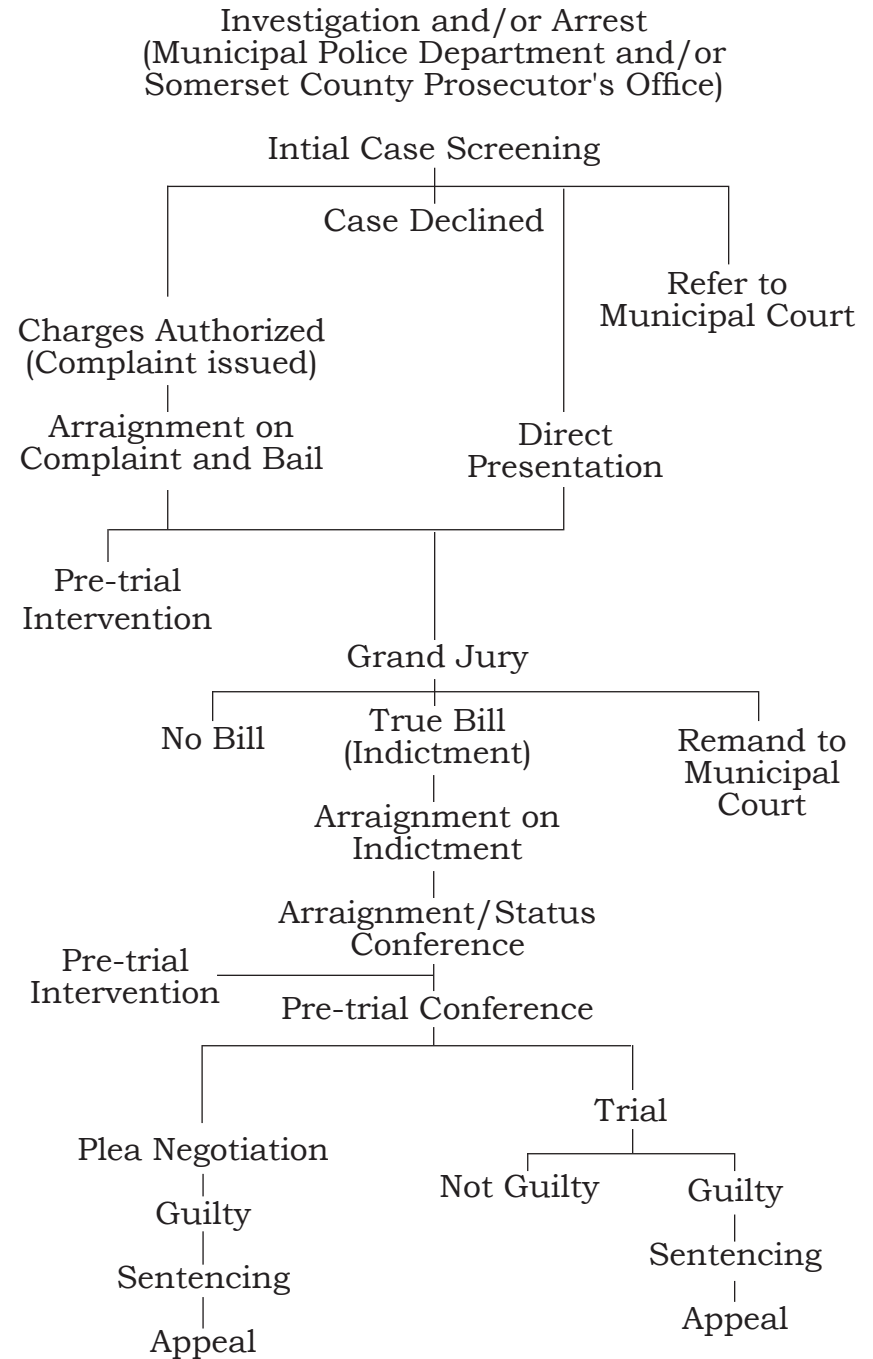 Investigation and/or Arrest
(Municipal Police Department and/or
Somerset County Prosecutor's Office)
Intial Case Screening
Case Declined
Refer to
Municipal Court
Charges Authorized
(Complaint issued)
Arraignment on
Complaint and Bail
Direct
Presentation
Pre-trial
Intervention
Grand Jury
No Bill
True Bill
(Indictment)
Remand to
Municipal
Court
Arraignment on
Indictment
Arraignment/Status
Conference
Pre-trial
Intervention
Pre-trial Conference
Plea Negotiation
Guilty
Sentencing
Appeal
Trial
Not Guilty
Guilty
Sentencing
Appeal